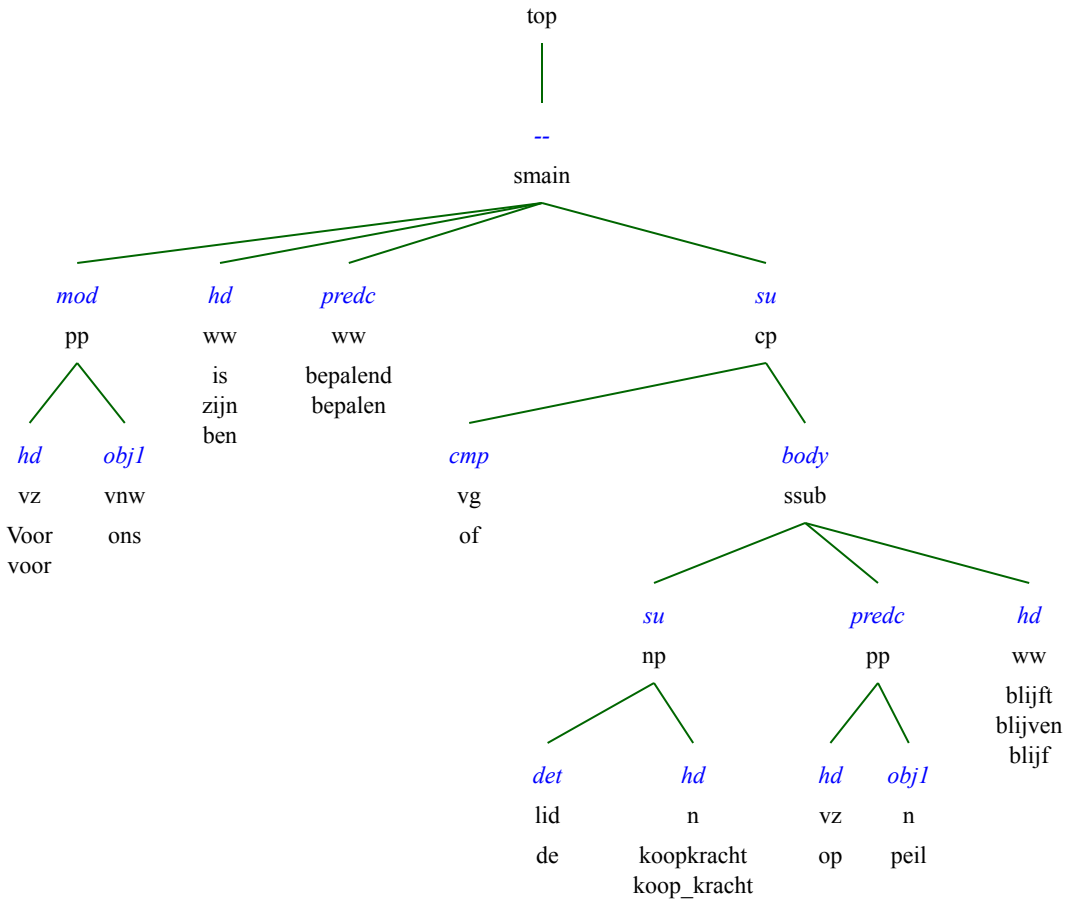 top
--
smain
mod hd predc su
pp ww ww cp
is bepalend
zijn bepalen
ben
hd obj1 cmp body
vz vnw vg ssub
Voor ons of
voor
su predc hd
np pp ww
blijft
blijven
blijf
det hd hd obj1
lid n vz n
de koopkracht op peil
koop_kracht